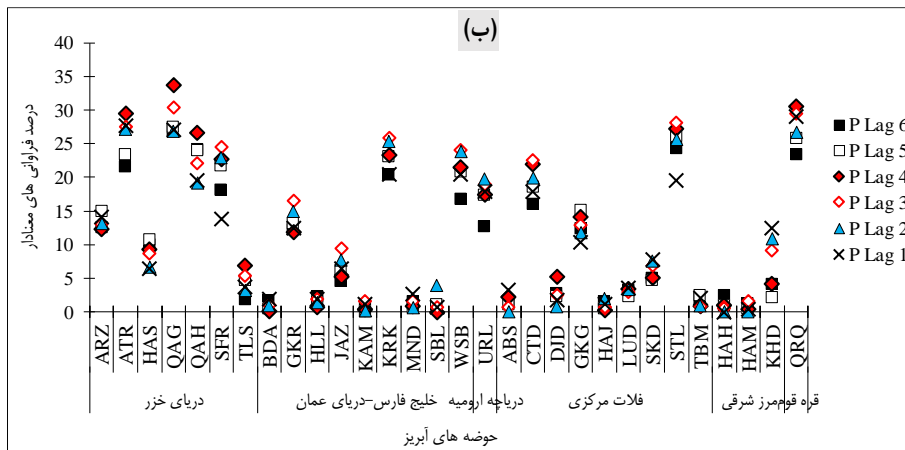 (ب)
درصد فراوانی های معنادار
40
35
30
25
20
15
10
5
0
P Lag 6
P Lag 5
P Lag 4
P Lag 3
P Lag 2
P Lag 1
ARZ ATR HAS QAG QAH SFR TLS BDA GKR HLL JAZ KAM KRK MND SBL WSB URL ABS CTD DJD GKG HAJ LUD SKD STL TBM HAH HAM KHD QRQ
دریای خزر
خلیج فارس-دریای عمان
دریاچه ارومیه
فلات مرکزی
مرز شرقی
قره قوم
حوضه های آبریز